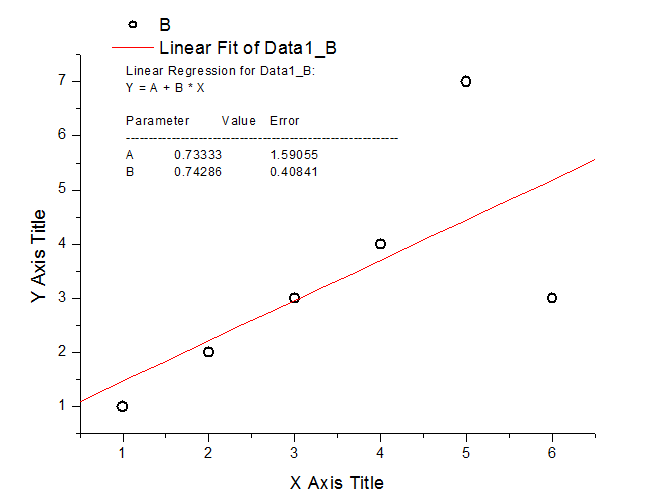 B
Linear Fit of Data1_B
Linear Regression for Data1_B:
Y = A + B * X
Parameter Value Error
------------------------------------------------------------
A 0.73333 1.59055
B 0.74286 0.40841
7
6
5
4
3
2
1
Y Axis Title
1 2 3 4 5 6
X Axis Title